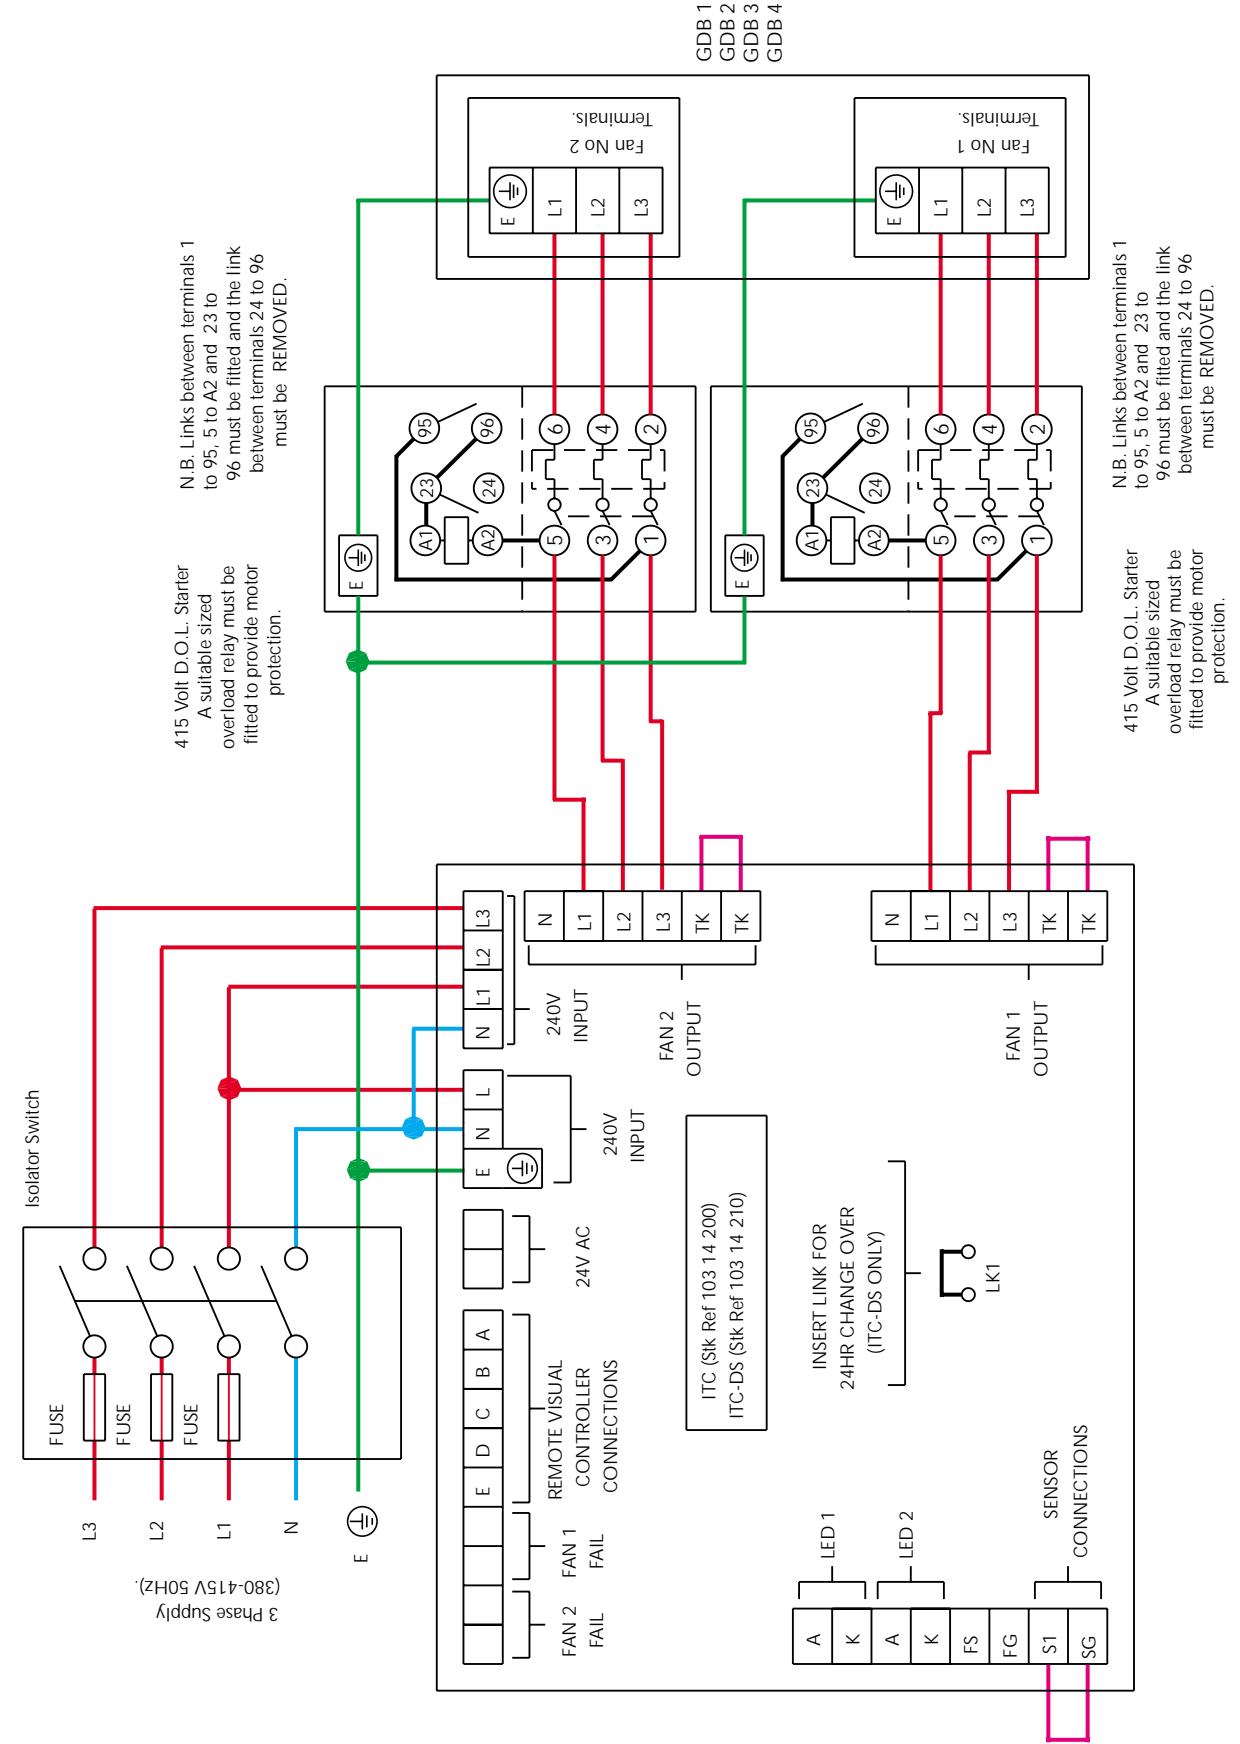 GDB 1
GDB 2
GDB 3
GDB 4
Fan No 2
Terminals.
E
L1
L2
L3
Fan No 1
Terminals.
E
L1
L2
L3
N.B. Links between terminals 1
to 95, 5 to A2 and 23 to
96 must be fitted and the link
between terminals 24 to 96
must be REMOVED.
415 Volt D.O.L. Starter
A suitable sized
overload relay must be
fitted to provide motor
protection.
E
95
96
23
24
A1
A2
6
4
2
5
3
1
N.B. Links between terminals 1
to 95, 5 to A2 and 23 to
96 must be fitted and the link
between terminals 24 to 96
must be REMOVED.
415 Volt D.O.L. Starter
A suitable sized
overload relay must be
fitted to provide motor
protection.
E
95
96
23
24
A1
A2
6
4
2
5
3
1
Isolator Switch
FUSE
FUSE
FUSE
L3
L2
L1
N
E
3 Phase Supply
(380-415V 50Hz).
L3
L2
L1
N
240V
INPUT
L
N
E
240V
INPUT
24V AC
A
B
C
D
E
REMOTE VISUAL
CONTROLLER
CONNECTIONS
FAN 1
FAIL
FAN 2
FAIL
N
L1
L2
L3
TK
TK
FAN 2
OUTPUT
N
L1
L2
L3
TK
TK
FAN 1
OUTPUT
ITC (Stk Ref 103 14 200)
ITC-DS (Stk Ref 103 14 210)
INSERT LINK FOR
24HR CHANGE OVER
(ITC-DS ONLY)
LK1
LED 1
LED 2
SENSOR
CONNECTIONS
A
K
A
K
FS
FG
S1
SG